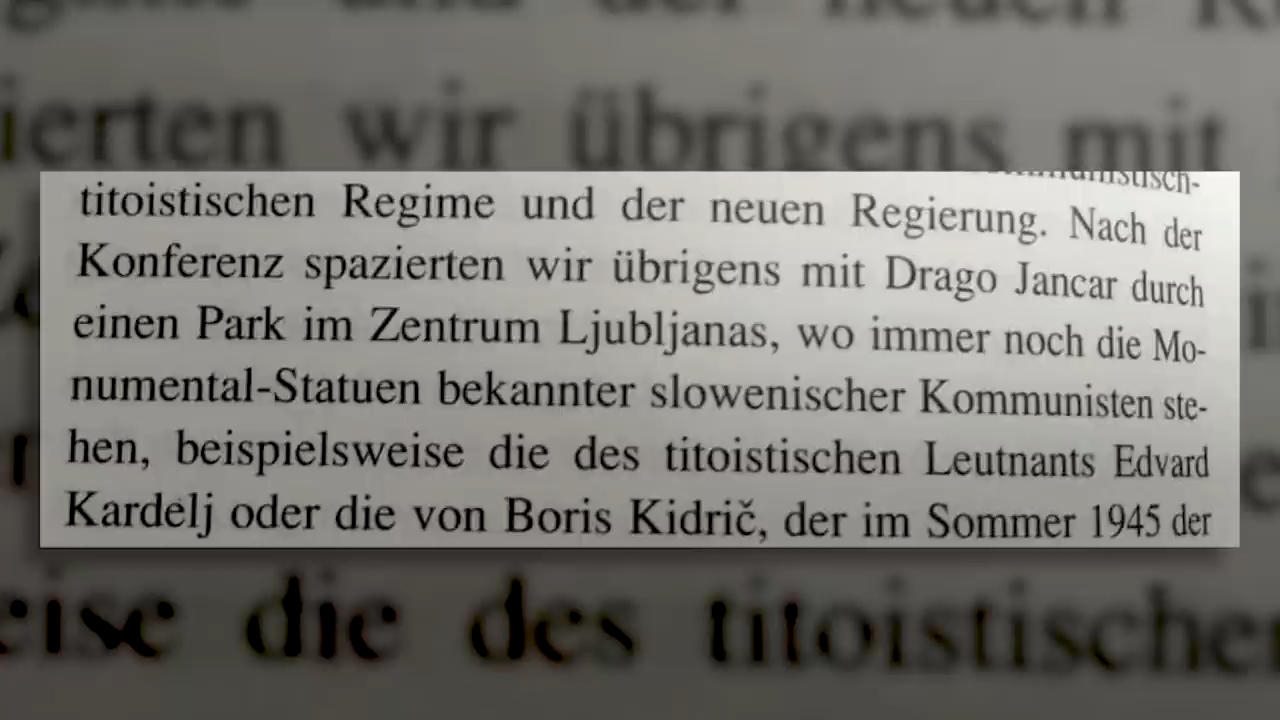 titoistischen Regime und der neuen Regierung. Nach der
Konferenz spazierten wir übrigens mit Drago Jancar durch
einen Park im Zentrum Ljubljanas, wo immer noch die Mo-
numental-Statuen bekannter slowenischer Kommunisten ste-
hen, beispielsweise die des titoistischen Leutnants Edvard
Kardelj oder die von Boris Kidrič, der im Sommer 1945 der